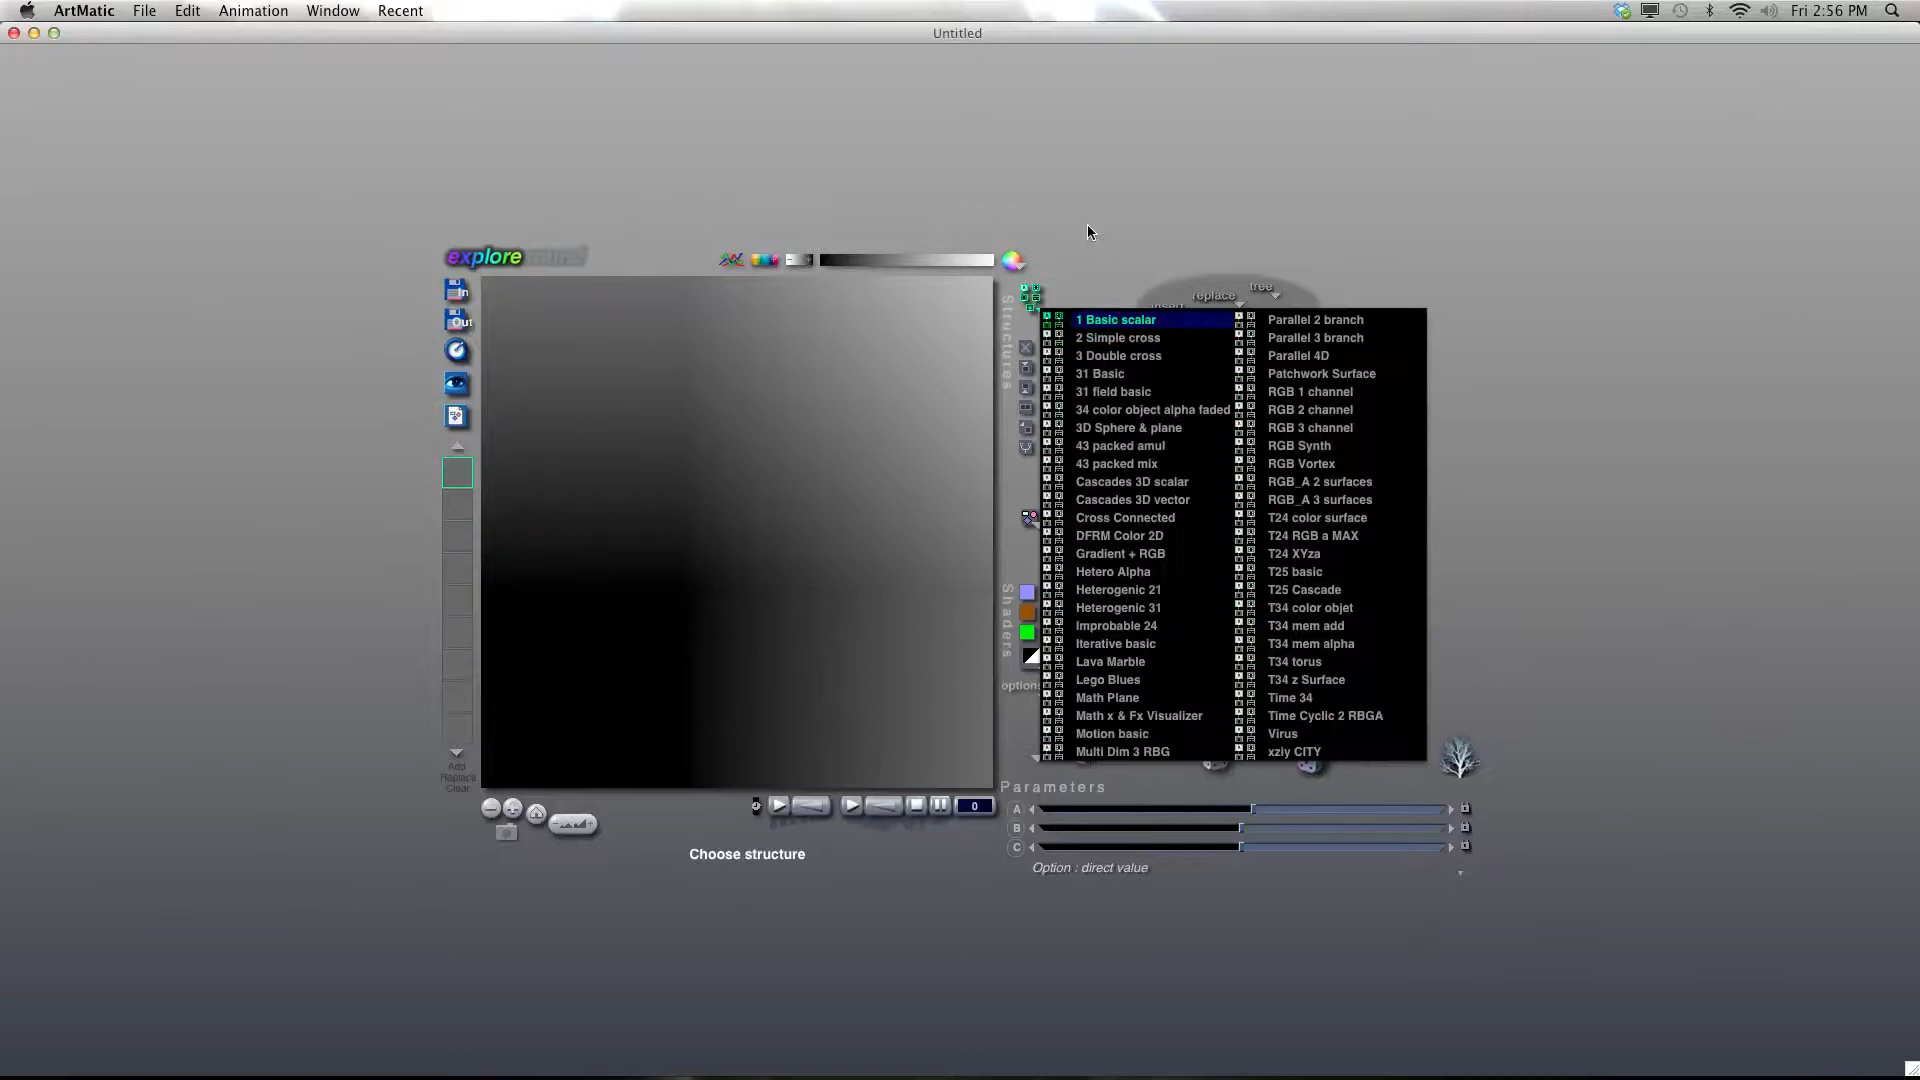 ArtMatic File Edit Animation Window Recent
Fri 2:56 PM
Untitled
explore
In
Out
Add
Replace
Clear
Structures
Shaders
options
insert replace tree
1 Basic scalar
2 Simple cross
3 Double cross
31 Basic
31 field basic
34 color object alpha faded
3D Sphere & plane
43 packed amul
43 packed mix
Cascades 3D scalar
Cascades 3D vector
Cross Connected
DFRM Color 2D
Gradient + RGB
Hetero Alpha
Heterogenic 21
Heterogenic 31
Improbable 24
Iterative basic
Lava Marble
Lego Blues
Math Plane
Math x & Fx Visualizer
Motion basic
Multi Dim 3 RBG
Parallel 2 branch
Parallel 3 branch
Parallel 4D
Patchwork Surface
RGB 1 channel
RGB 2 channel
RGB 3 channel
RGB Synth
RGB Vortex
RGB_A 2 surfaces
RGB_A 3 surfaces
T24 color surface
T24 RGB a MAX
T24 XYza
T25 basic
T25 Cascade
T34 color objet
T34 mem add
T34 mem alpha
T34 torus
T34 z Surface
Time 34
Time Cyclic 2 RBGA
Virus
xziy CITY
0
Choose structure
Parameters
A
B
C
Option : direct value